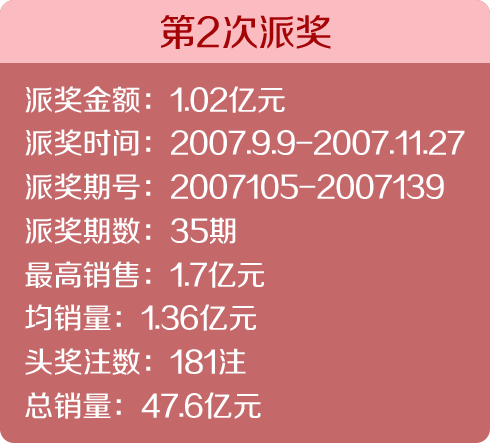 第2次派奖
派奖金额：1.02亿元
派奖时间：2007.9.9-2007.11.27
派奖期号：2007105-2007139
派奖期数：35期
最高销售：1.7亿元
均销量：1.36亿元
头奖注数：181注
总销量：47.6亿元